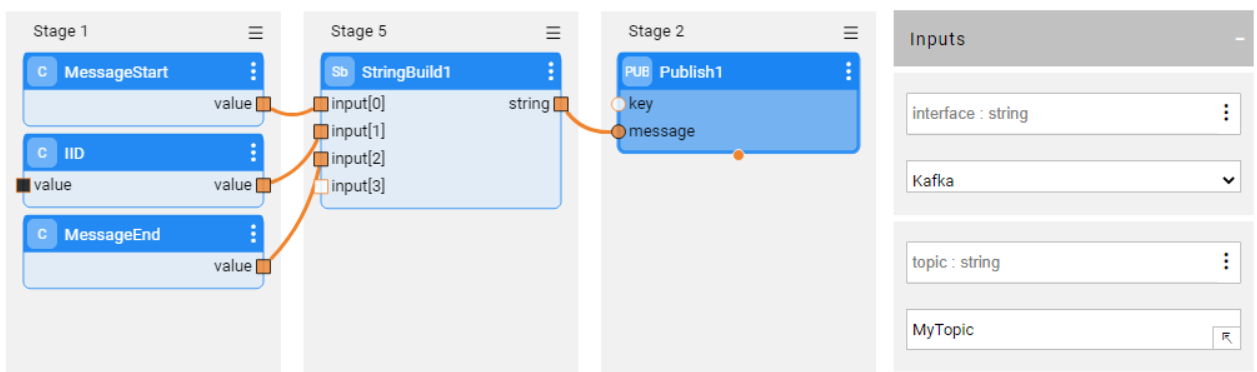 Stage 1
C MessageStart
value
C IID
value value
C MessageEnd
value
Stage 5
Sb StringBuild1
input[0] string
input[1]
input[2]
input[3]
Stage 2
PUB Publish1
key
message
Inputs
interface : string
Kafka
topic : string
MyTopic